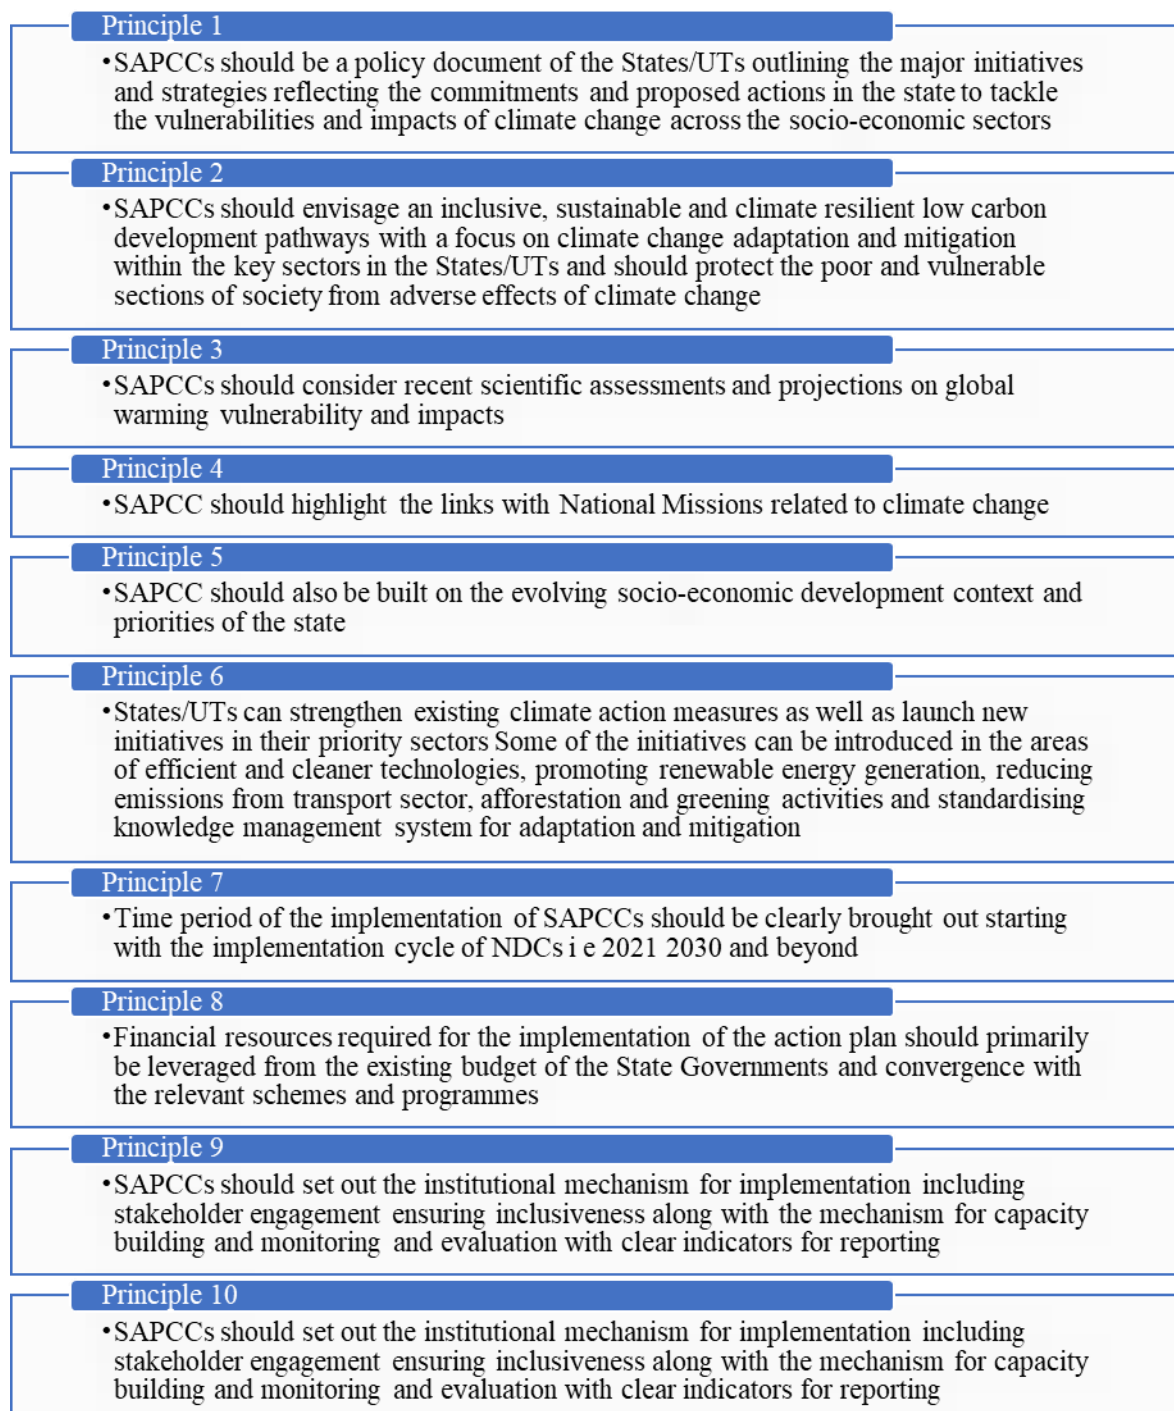 Principle 1
•SAPCCs should be a policy document of the States/UTs outlining the major initiatives
and strategies reflecting the commitments and proposed actions in the state to tackle
the vulnerabilities and impacts of climate change across the socio-economic sectors
Principle 2
•SAPCCs should envisage an inclusive, sustainable and climate resilient low carbon
development pathways with a focus on climate change adaptation and mitigation
within the key sectors in the States/UTs and should protect the poor and vulnerable
sections of society from adverse effects of climate change
Principle 3
•SAPCCs should consider recent scientific assessments and projections on global
warming vulnerability and impacts
Principle 4
•SAPCC should highlight the links with National Missions related to climate change
Principle 5
•SAPCC should also be built on the evolving socio-economic development context and
priorities of the state
Principle 6
•States/UTs can strengthen existing climate action measures as well as launch new
initiatives in their priority sectors Some of the initiatives can be introduced in the areas
of efficient and cleaner technologies, promoting renewable energy generation, reducing
emissions from transport sector, afforestation and greening activities and standardising
knowledge management system for adaptation and mitigation
Principle 7
•Time period of the implementation of SAPCCs should be clearly brought out starting
with the implementation cycle of NDCs i e 2021 2030 and beyond
Principle 8
•Financial resources required for the implementation of the action plan should primarily
be leveraged from the existing budget of the State Governments and convergence with
the relevant schemes and programmes
Principle 9
•SAPCCs should set out the institutional mechanism for implementation including
stakeholder engagement ensuring inclusiveness along with the mechanism for capacity
building and monitoring and evaluation with clear indicators for reporting
Principle 10
•SAPCCs should set out the institutional mechanism for implementation including
stakeholder engagement ensuring inclusiveness along with the mechanism for capacity
building and monitoring and evaluation with clear indicators for reporting